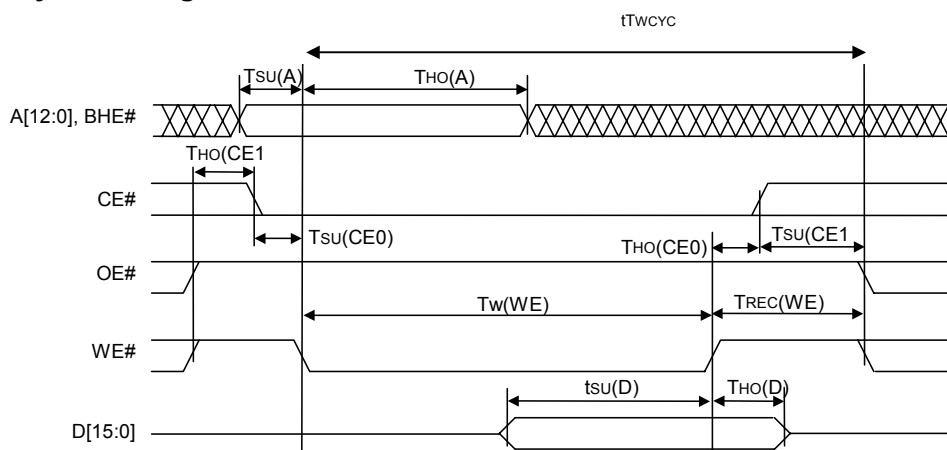 tTWCYC
TSU(A) THO(A)
A[12:0], BHE#
THO(CE1
CE#
TSU(CE0) THO(CE0) TSU(CE1
OE#
TW(WE) TREC(WE)
WE#
tSU(D) THO(D)
D[15:0]